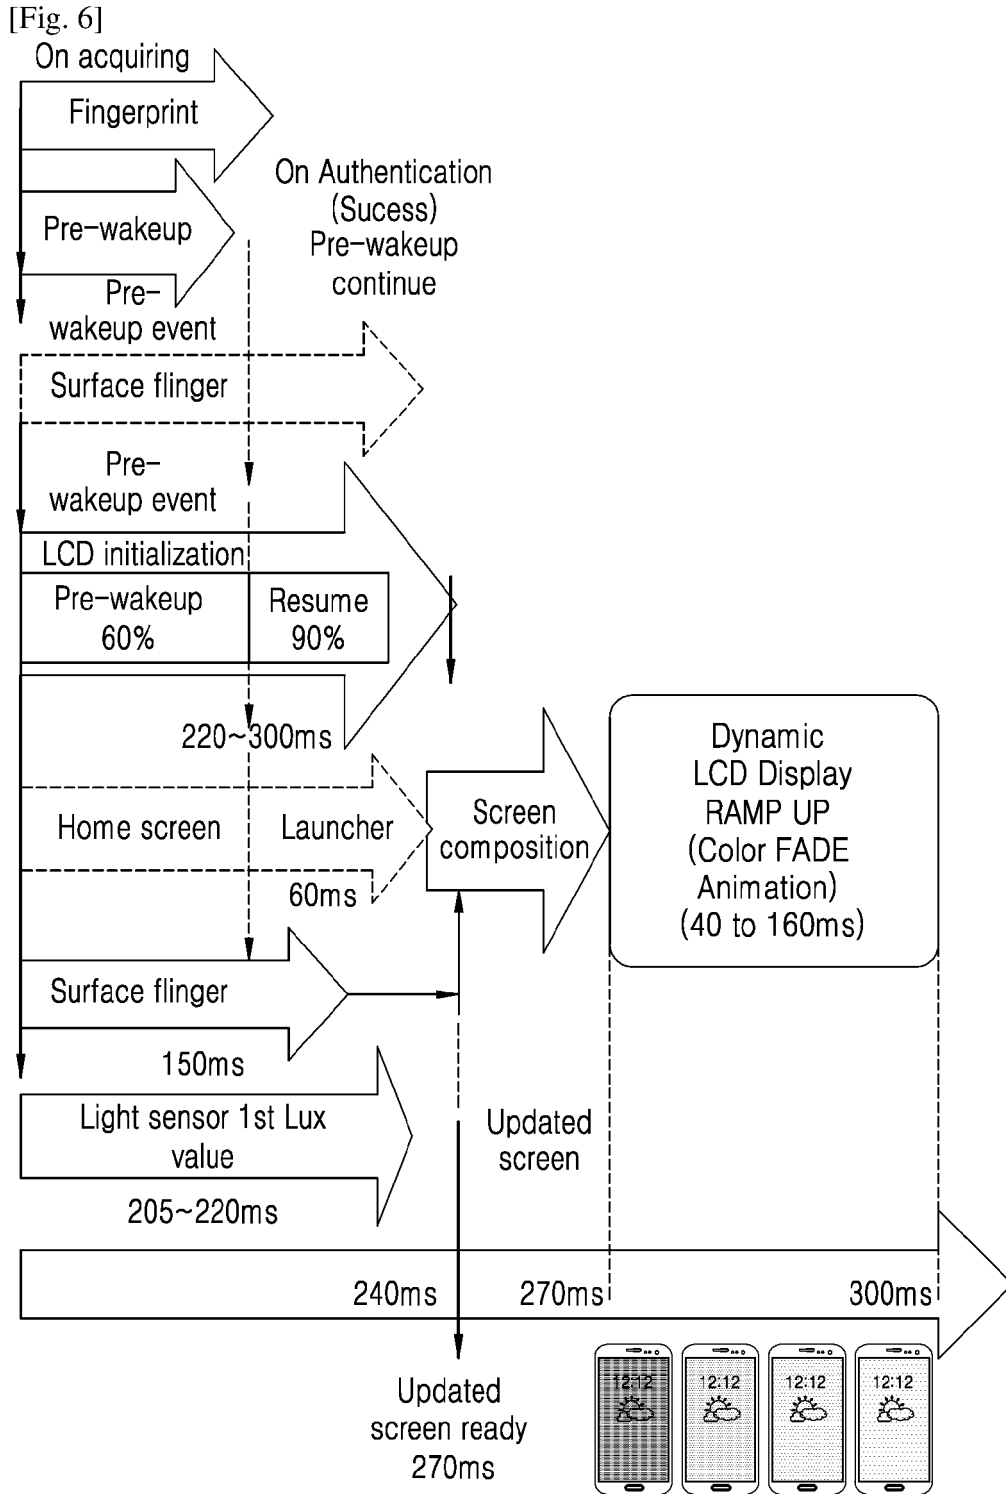 [Fig. 6]
On acquiring
Fingerprint
On Authentication
(Sucess)
Pre-wakeup
continue
Pre-wakeup
Pre-
wakeup event
Surface flinger
Pre-
wakeup event
LCD initialization
Pre-wakeup
60%
Resume
90%
220~300ms
Home screen
Launcher
60ms
Screen
composition
Dynamic
LCD Display
RAMP UP
(Color FADE
Animation)
(40 to 160ms)
Surface flinger
150ms
Light sensor 1st Lux
value
205~220ms
Updated
screen
240ms
270ms
300ms
Updated
screen ready
270ms
12:12
12:12
12:12
12:12